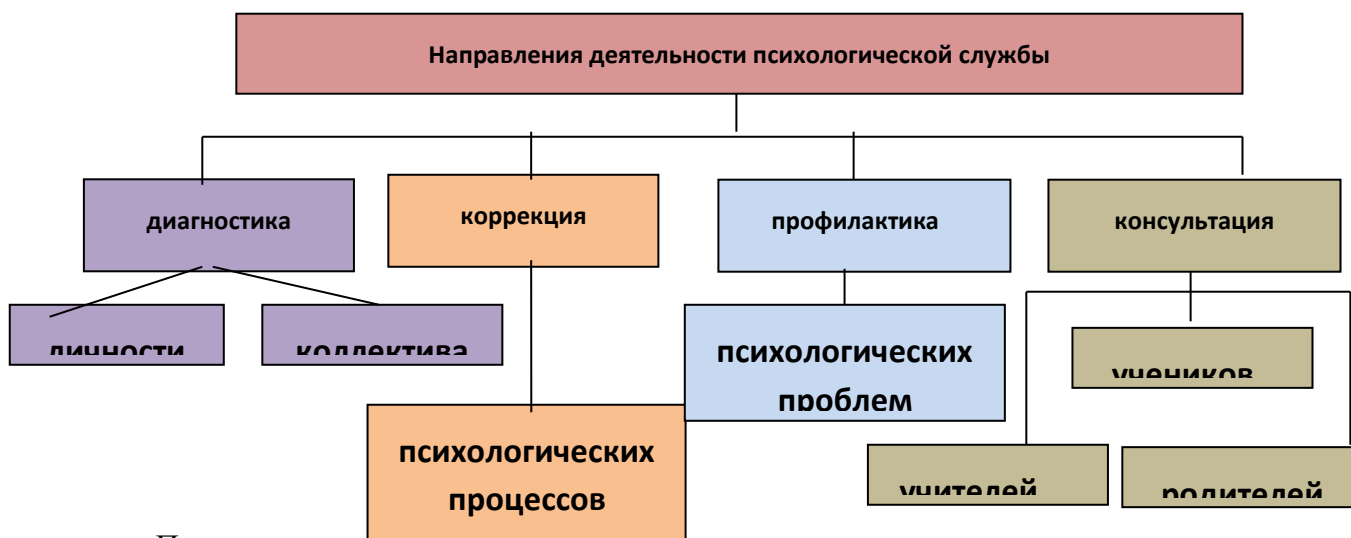 Направления деятельности психологической службы
диагностика
коррекция
профилактика
консультация
личности
коллектива
психологических
проблем
учеников
психологических
процессов
учителей
родителей